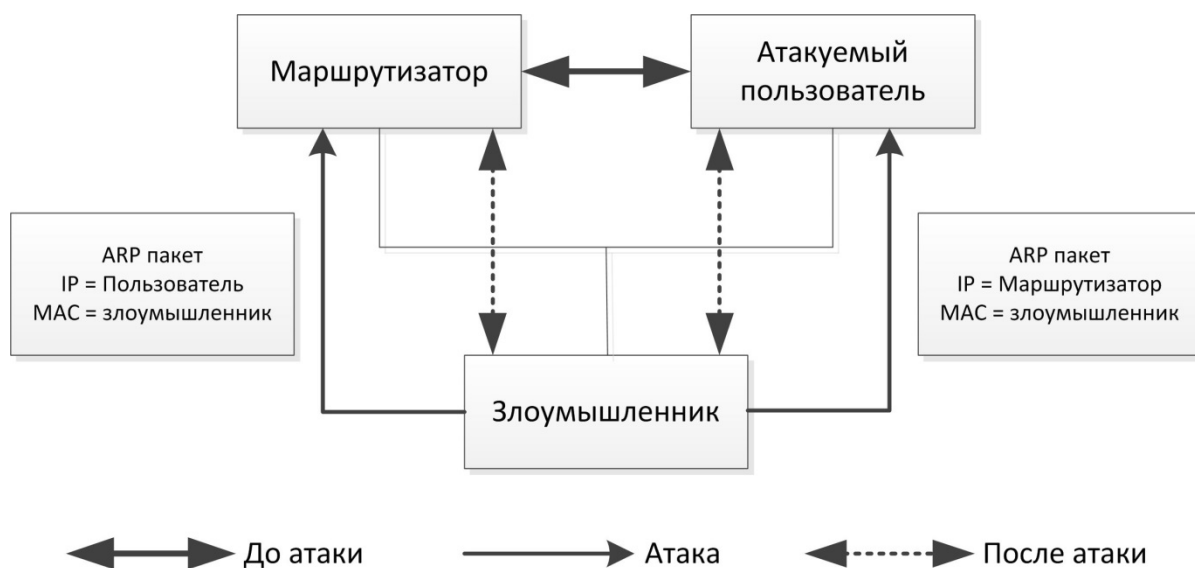 Маршрутизатор
Атакуемый
пользователь
ARP пакет
IP = Пользователь
MAC = злоумышленник
ARP пакет
IP = Маршрутизатор
MAC = злоумышленник
Злоумышленник
До атаки
Атака
После атаки